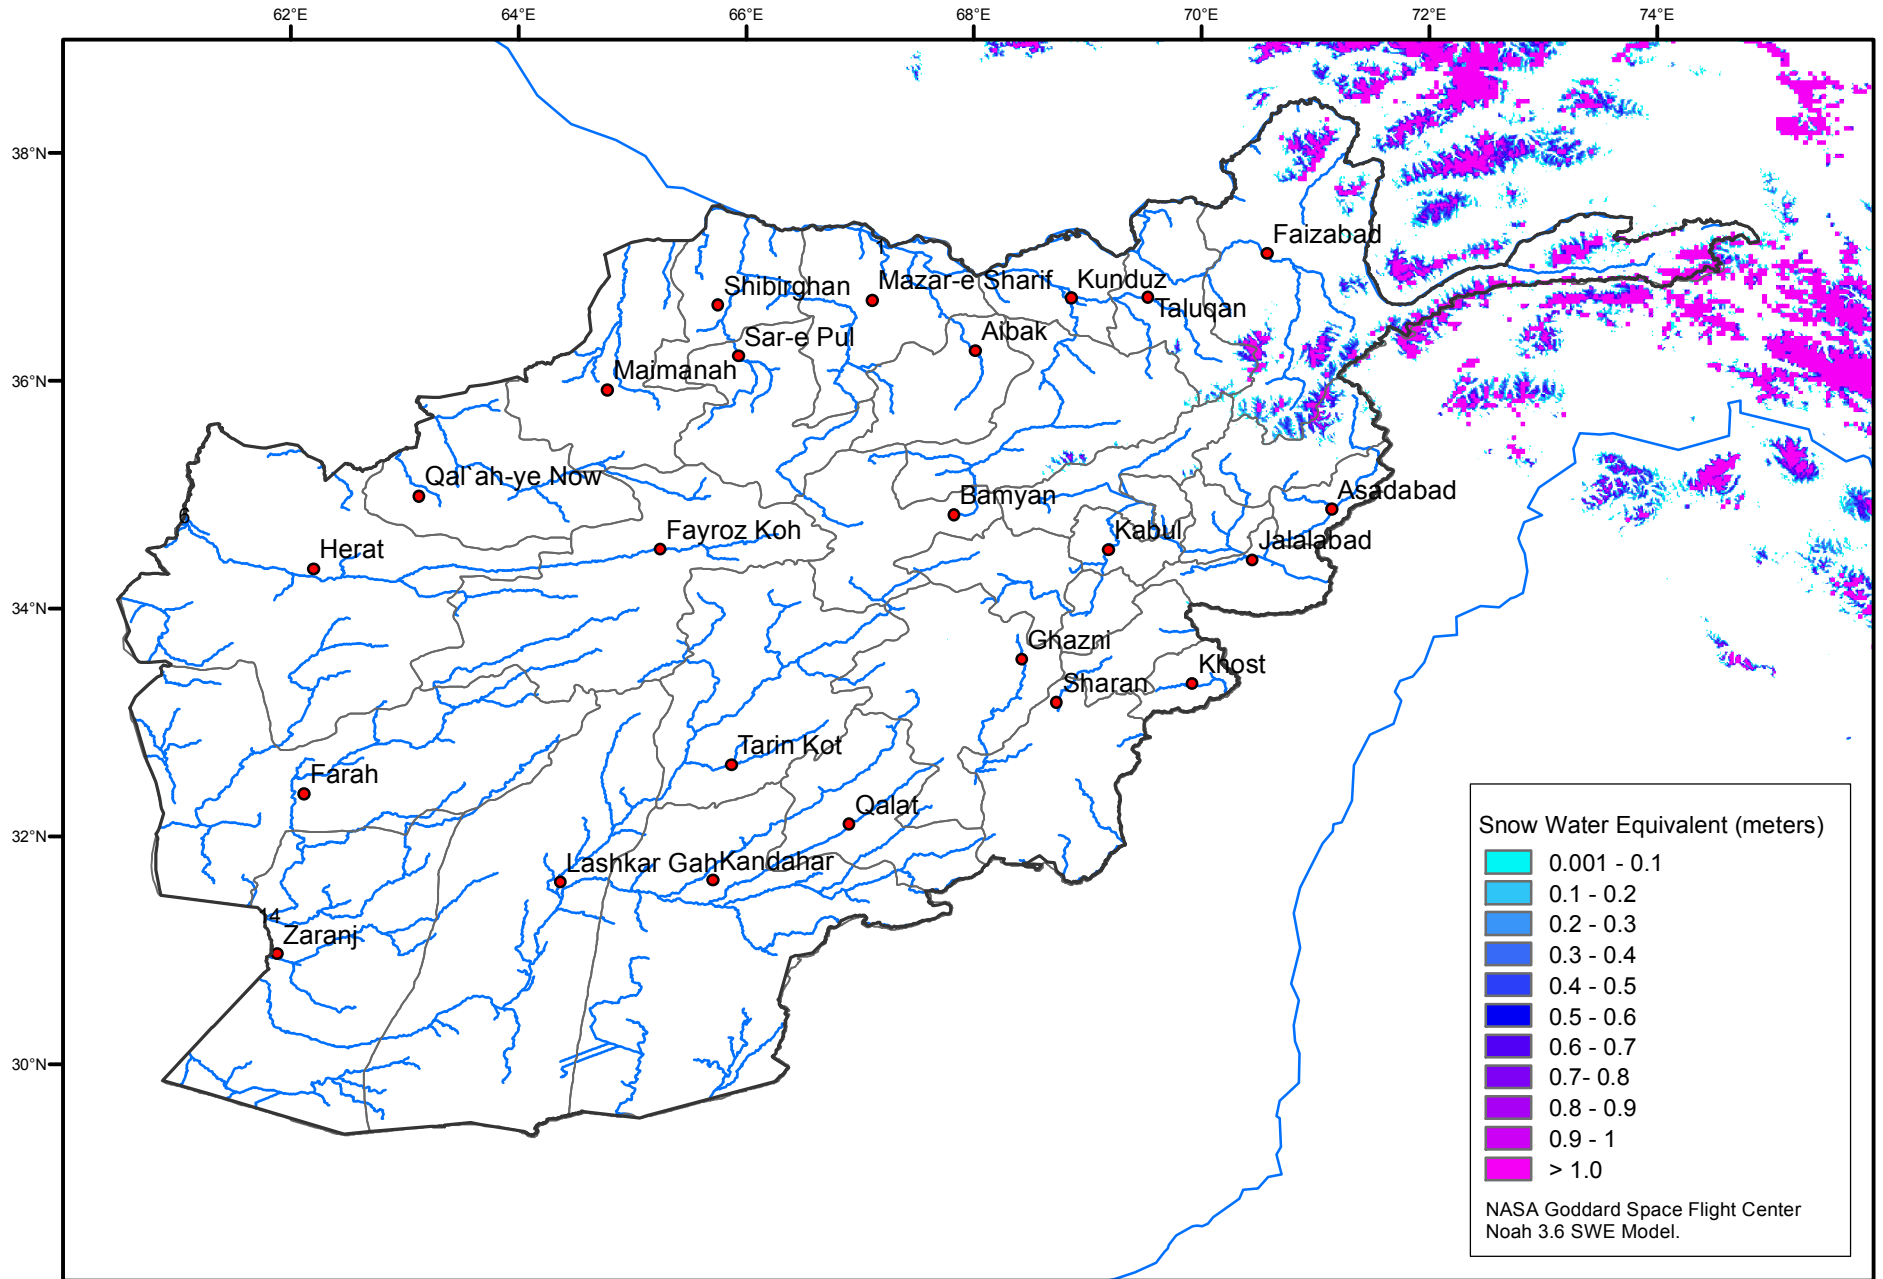 62°E 64°E 66°E 68°E 70°E 72°E 74°E
38°N
Faizabad
1
Shibirghan Mazar-e Sharif Kunduz
Taluqan
Sar-e Pul Aibak
36°N
Maimanah
Qal`ah-ye Now Bamyan Asadabad
6
Herat Fayroz Koh Kabul Jalalabad
34°N
Ghazni
Sharan Khost
Tarin Kot
Farah
Qalat
32°N
Lashkar Gah Kandahar
14
Zaranj
30°N
Snow Water Equivalent (meters)
0.001 - 0.1
0.1 - 0.2
0.2 - 0.3
0.3 - 0.4
0.4 - 0.5
0.5 - 0.6
0.6 - 0.7
0.7- 0.8
0.8 - 0.9
0.9 - 1
> 1.0
NASA Goddard Space Flight Center
Noah 3.6 SWE Model.